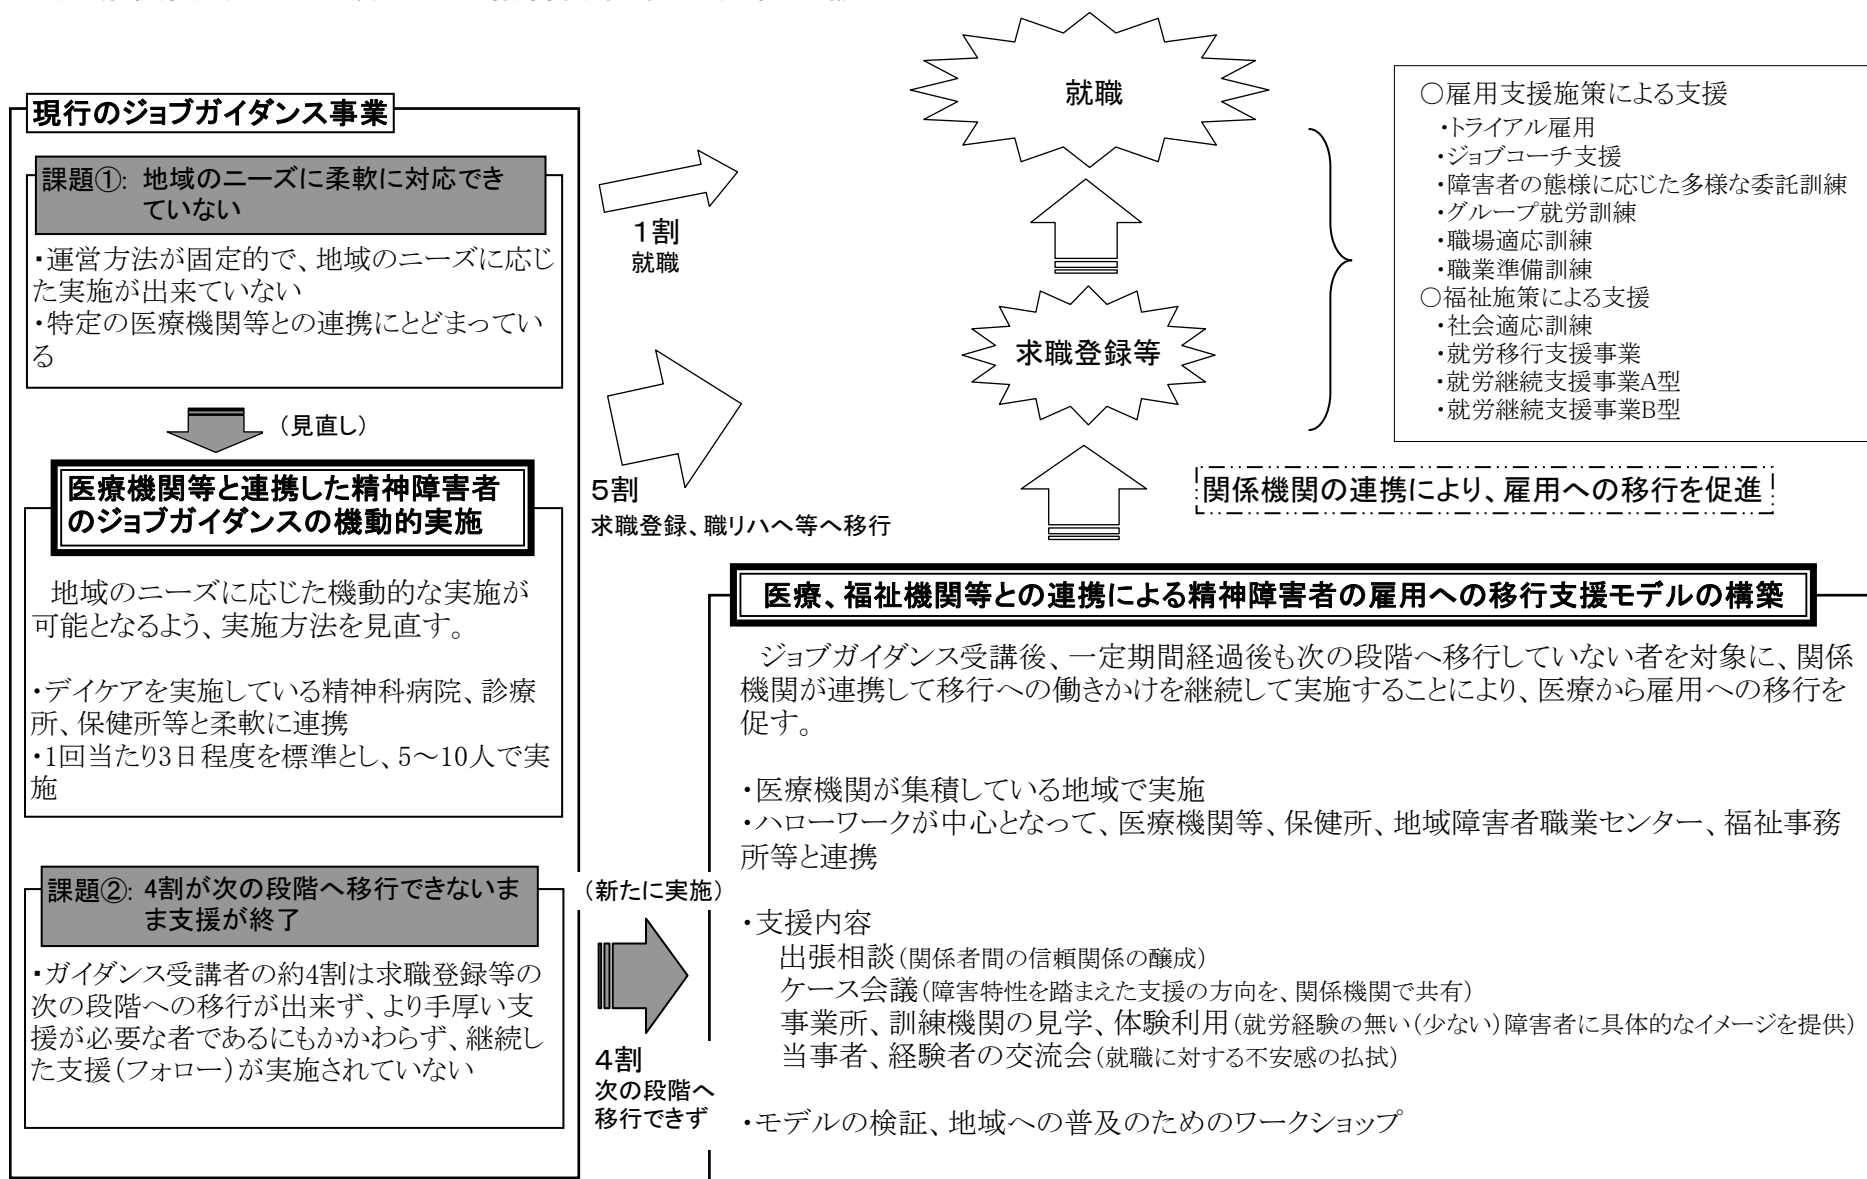 現行のジョブガイダンス事業
課題①: 地域のニーズに柔軟に対応でき
ていない
・運営方法が固定的で、地域のニーズに応じ
た実施が出来ていない
・特定の医療機関等との連携にとどまってい
る
(見直し)
医療機関等と連携した精神障害者
のジョブガイダンスの機動的実施
地域のニーズに応じた機動的な実施が
可能となるよう、実施方法を見直す。
・デイケアを実施している精神科病院、診療
所、保健所等と柔軟に連携
・1回当たり3日程度を標準とし、5～10人で実
施
課題②: 4割が次の段階へ移行できないま
ま支援が終了
・ガイダンス受講者の約4割は求職登録等の
次の段階への移行が出来ず、より手厚い支
援が必要な者であるにもかかわらず、継続し
た支援(フォロー)が実施されていない
1割
就職
5割
求職登録、職リハへ等へ移行
(新たに実施)
4割
次の段階へ
移行できず
就職
求職登録等
○雇用支援施策による支援
・トライアル雇用
・ジョブコーチ支援
・障害者の態様に応じた多様な委託訓練
・グループ就労訓練
・職場適応訓練
・職業準備訓練
○福祉施策による支援
・社会適応訓練
・就労移行支援事業
・就労継続支援事業A型
・就労継続支援事業B型
関係機関の連携により、雇用への移行を促進
医療、福祉機関等との連携による精神障害者の雇用への移行支援モデルの構築
ジョブガイダンス受講後、一定期間経過後も次の段階へ移行していない者を対象に、関係
機関が連携して移行への働きかけを継続して実施することにより、医療から雇用への移行を
促す。
・医療機関が集積している地域で実施
・ハローワークが中心となって、医療機関等、保健所、地域障害者職業センター、福祉事務
所等と連携
・支援内容
出張相談(関係者間の信頼関係の醸成)
ケース会議(障害特性を踏まえた支援の方向を、関係機関で共有)
事業所、訓練機関の見学、体験利用(就労経験の無い(少ない)障害者に具体的なイメージを提供)
当事者、経験者の交流会(就職に対する不安感の払拭)
・モデルの検証、地域への普及のためのワークショップ